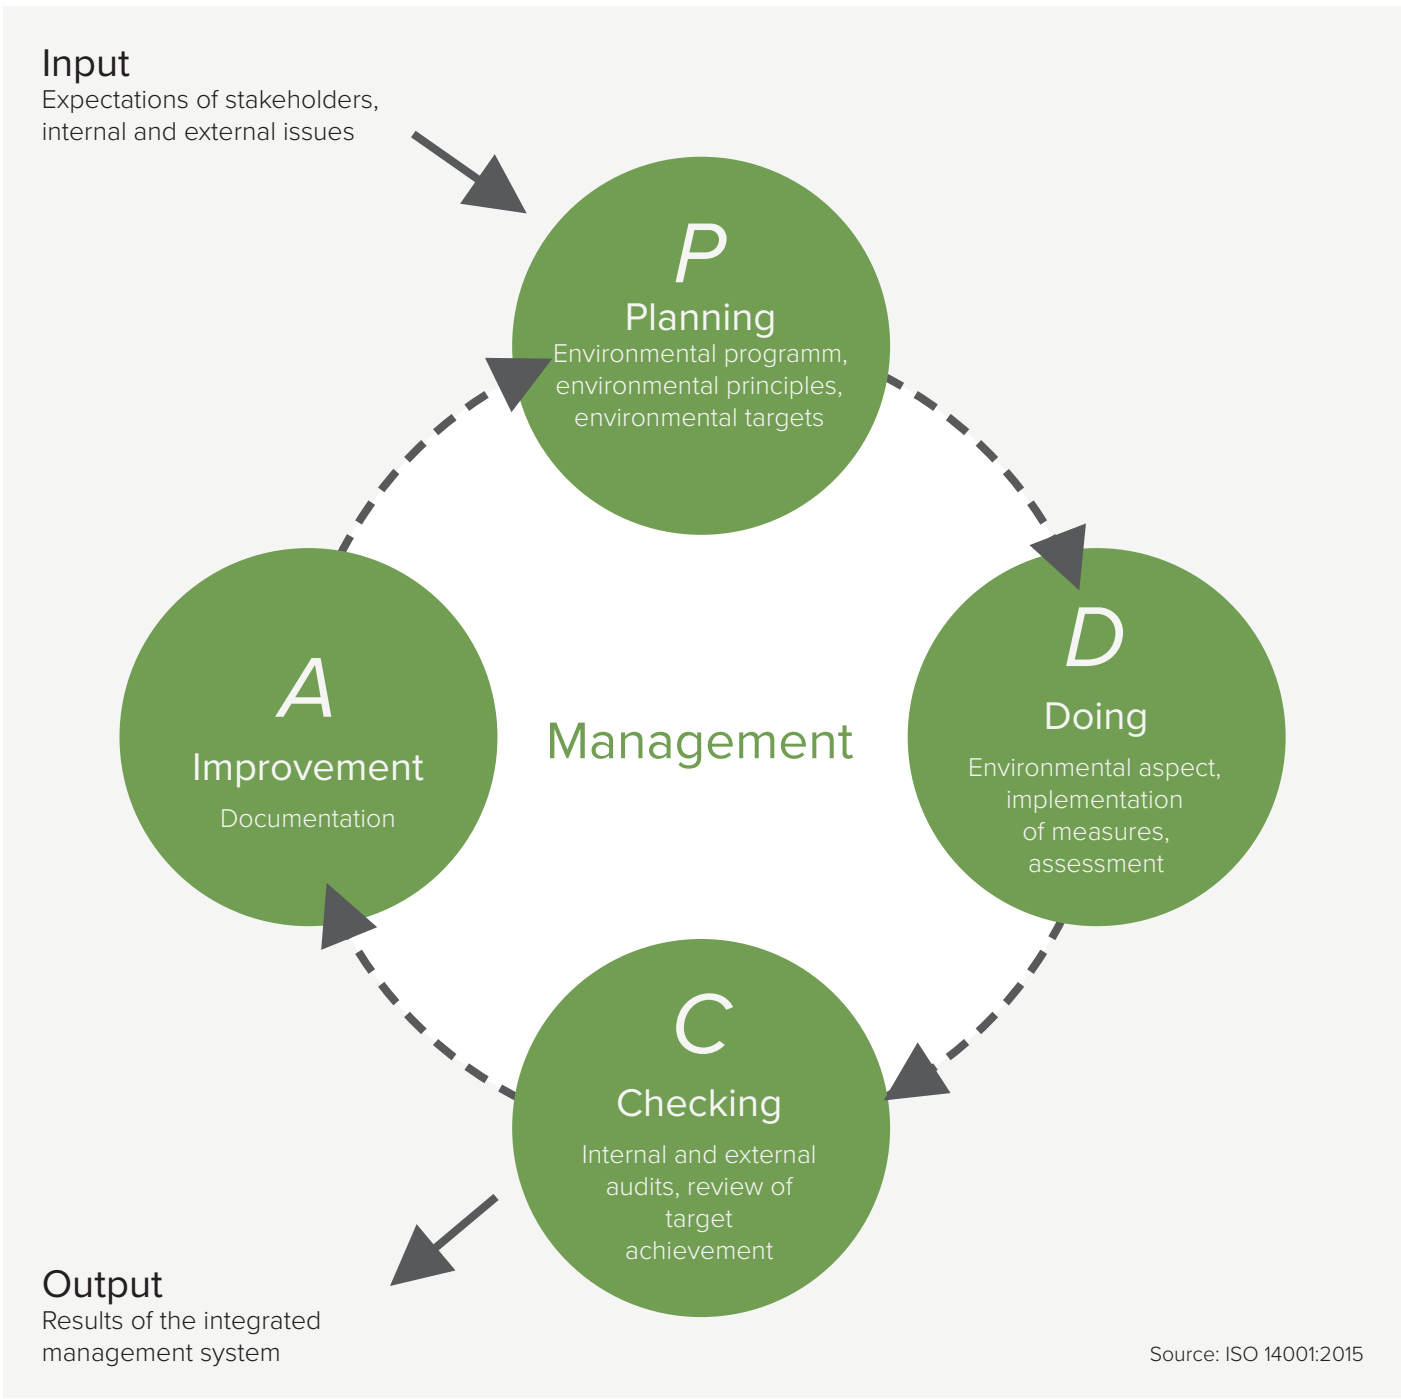 Input
Expectations of stakeholders,
internal and external issues
P
Planning
Environmental programm,
environmental principles,
environmental targets
D
Doing
Environmental aspect,
implementation
of measures,
assessment
A
Improvement
Documentation
Management
C
Checking
Internal and external
audits, review of
target
achievement
Output
Results of the integrated
management system
Source: ISO 14001:2015